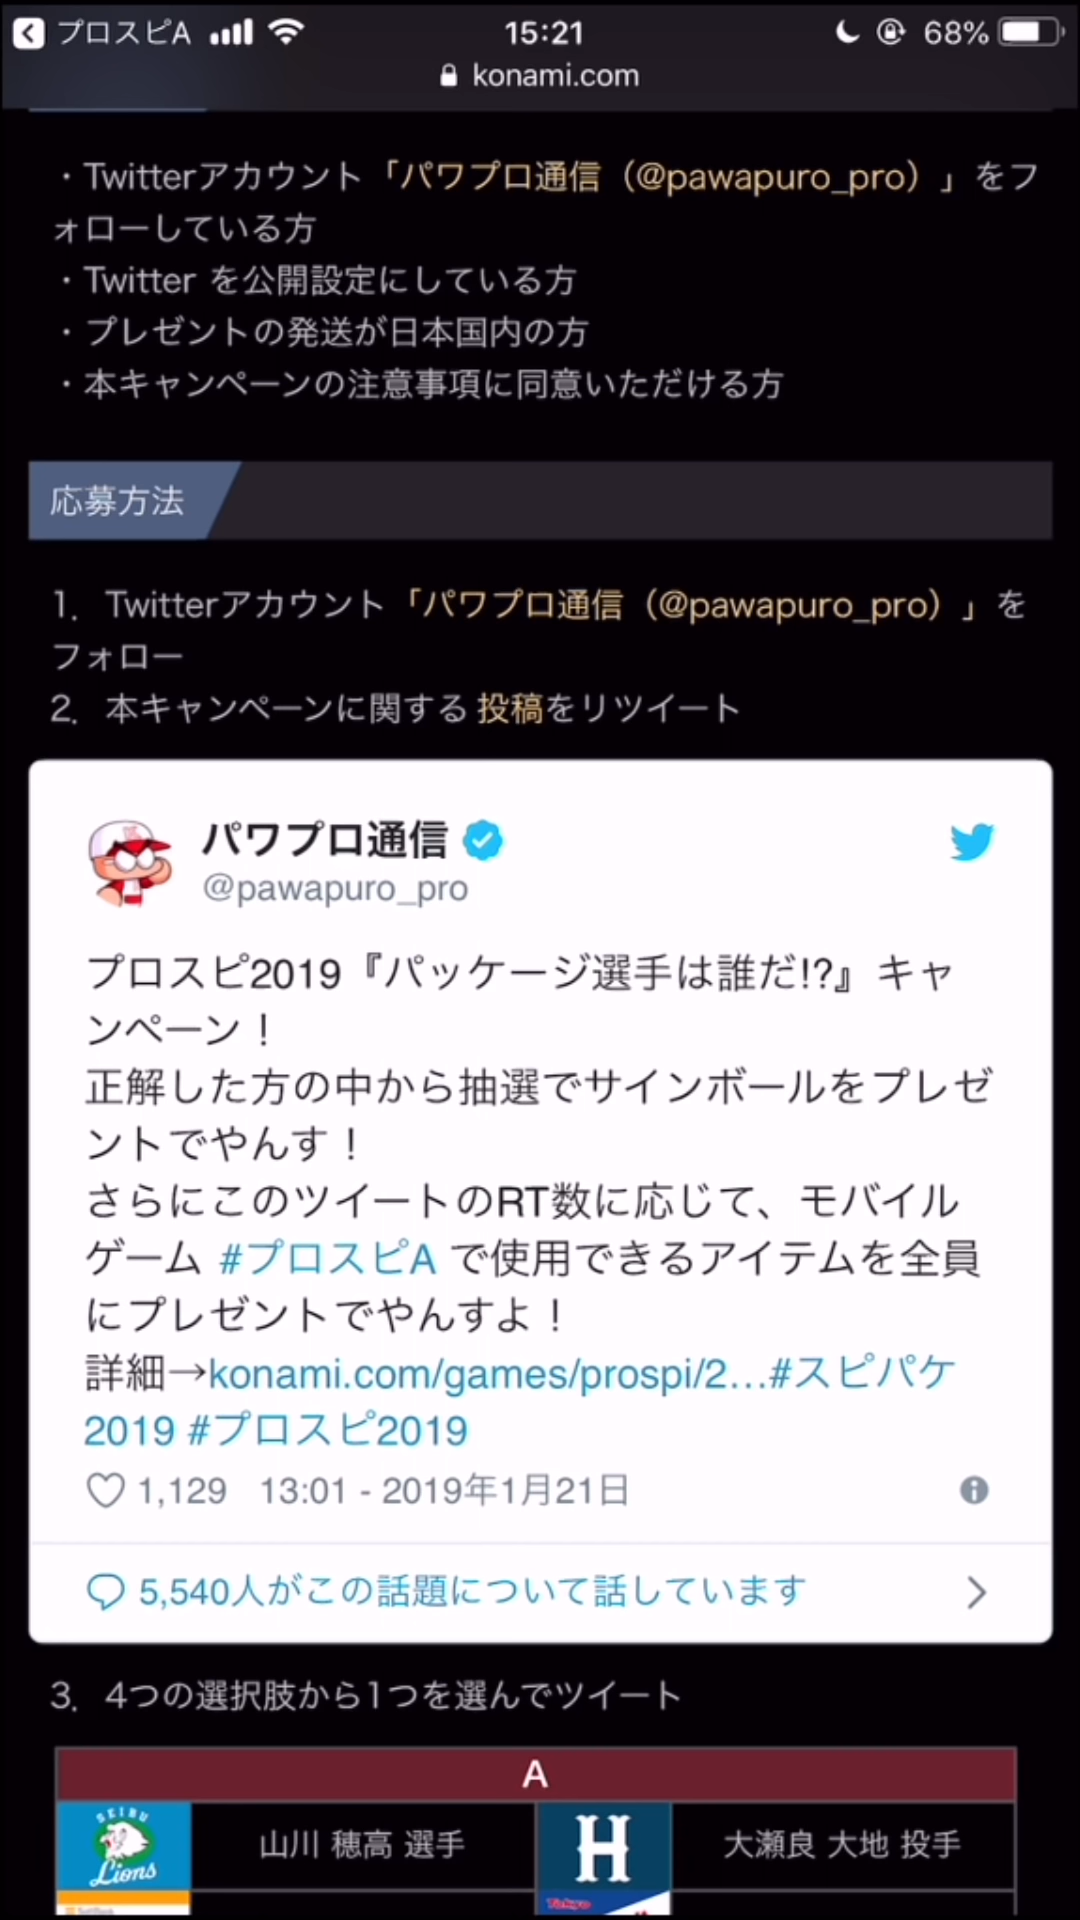 プロスピA 15:21 68%
konami.com
・Twitterアカウント「パワプロ通信（@pawapuro_pro）」をフ
ォローしている方
・Twitter を公開設定にしている方
・プレゼントの発送が日本国内の方
・本キャンペーンの注意事項に同意いただける方
応募方法
1. Twitterアカウント「パワプロ通信（@pawapuro_pro）」を
フォロー
2. 本キャンペーンに関する 投稿をリツイート
パワプロ通信
@pawapuro_pro
プロスピ2019『パッケージ選手は誰だ!?』キャ
ンペーン！
正解した方の中から抽選でサインボールをプレゼ
ントでやんす！
さらにこのツイートのRT数に応じて、モバイル
ゲーム #プロスピA で使用できるアイテムを全員
にプレゼントでやんすよ！
詳細→konami.com/games/prospi/2…#スピパケ
2019 #プロスピ2019
1,129 13:01 - 2019年1月21日
5,540人がこの話題について話しています
3. 4つの選択肢から1つを選んでツイート
A
SEIBU Lions 山川 穂高 選手 H 大瀬良 大地 投手
Tokyo